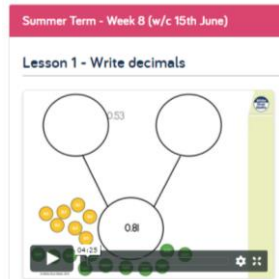 Summer Term - Week 8 (w/c 15th June)
Lesson 1 - Write decimals
0.53
0.81
04:25